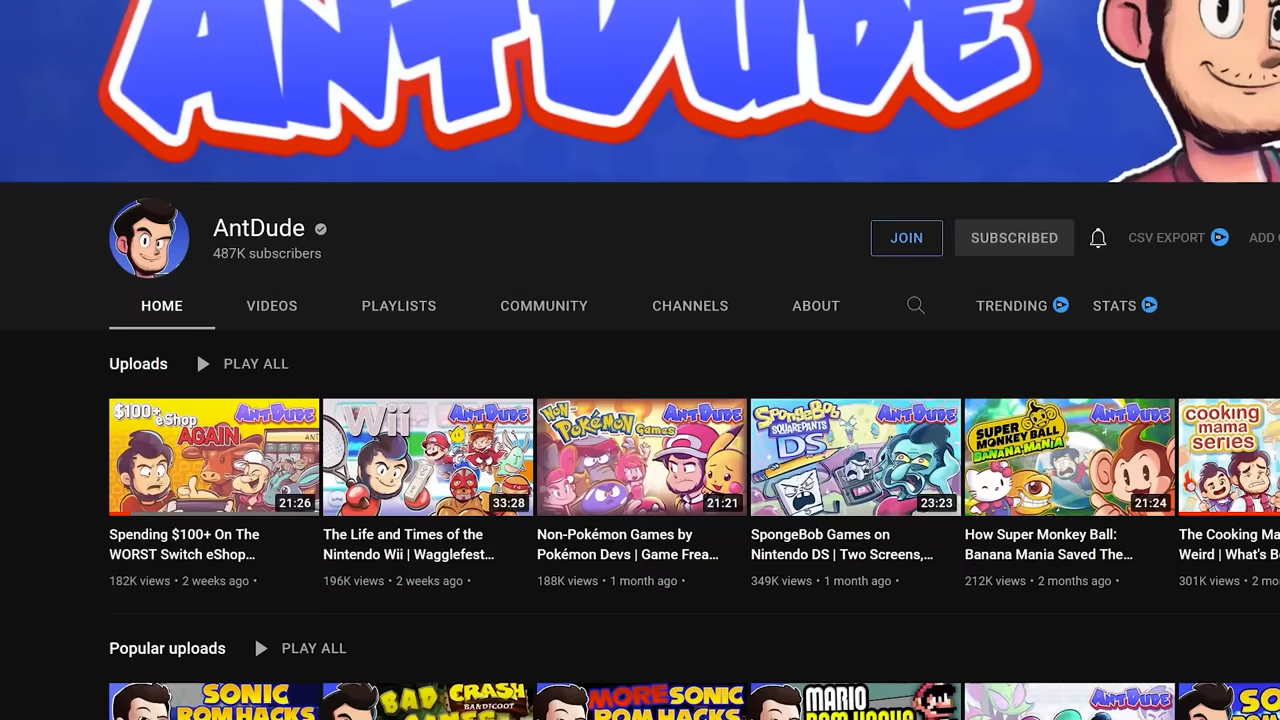 ANTDUDE
AntDude
487K subscribers
JOIN
SUBSCRIBED
CSV EXPORT
ADD
HOME
VIDEOS
PLAYLISTS
COMMUNITY
CHANNELS
ABOUT
TRENDING
STATS
Uploads
PLAY ALL
$100+
eShop
AGAIN
ANTDUDE
21:26
Wii
ANTDUDE
33:28
NON-
POKéMON
Games
ANTDUDE
21:21
SPONGEBOB
SQUAREPANTS
DS
ANTDUDE
23:23
SUPER
MONKEY BALL
BANANA MANIA
ANTDUDE
21:24
cooking
mama
series
Spending $100+ On The
WORST Switch eShop...
182K views • 2 weeks ago •
The Life and Times of the
Nintendo Wii | Wagglefest...
196K views • 2 weeks ago •
Non-Pokémon Games by
Pokémon Devs | Game Frea...
188K views • 1 month ago •
SpongeBob Games on
Nintendo DS | Two Screens,...
349K views • 1 month ago •
How Super Monkey Ball:
Banana Mania Saved The...
212K views • 2 months ago •
The Cooking Ma
Weird | What's B
301K views • 2 mo
Popular uploads
PLAY ALL
SONIC
ROM HACKS
BAD
CRASH
BANDICOOT
GAMES
MORE SONIC
ROM HACKS
MARIO
ROM HACKS
ANTDUDE
SO